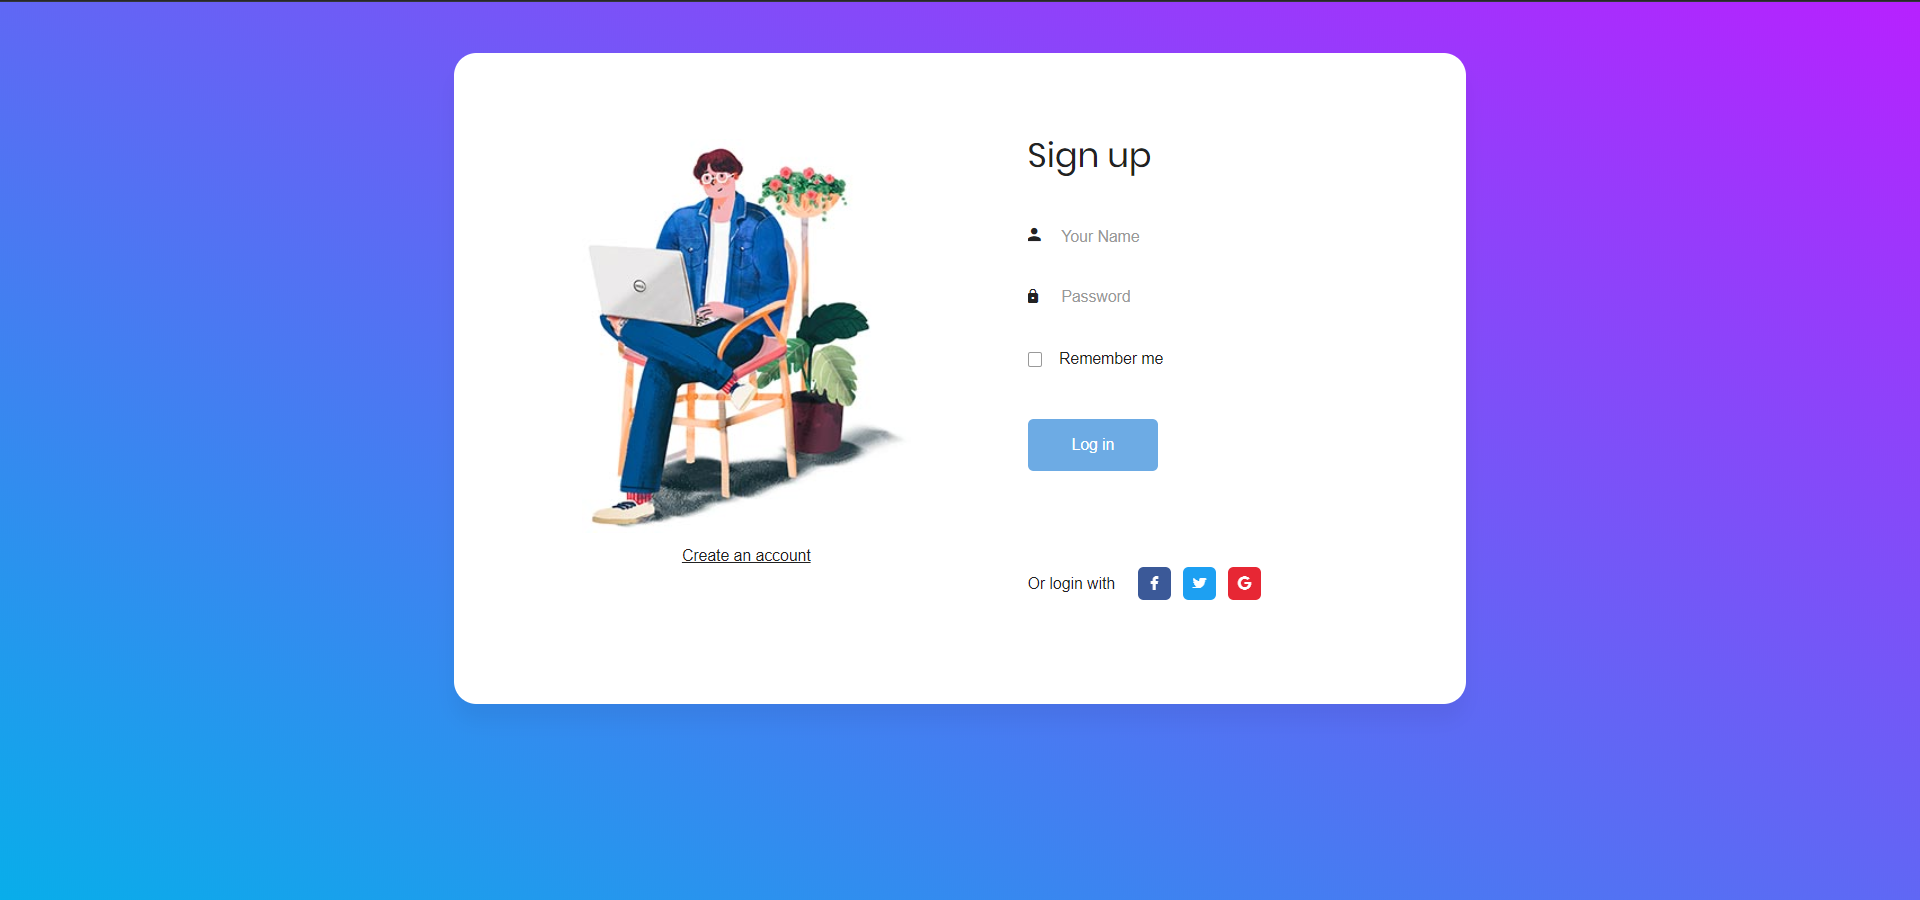 Sign up
Your Name
Password
Remember me
Log in
Create an account
Or login with